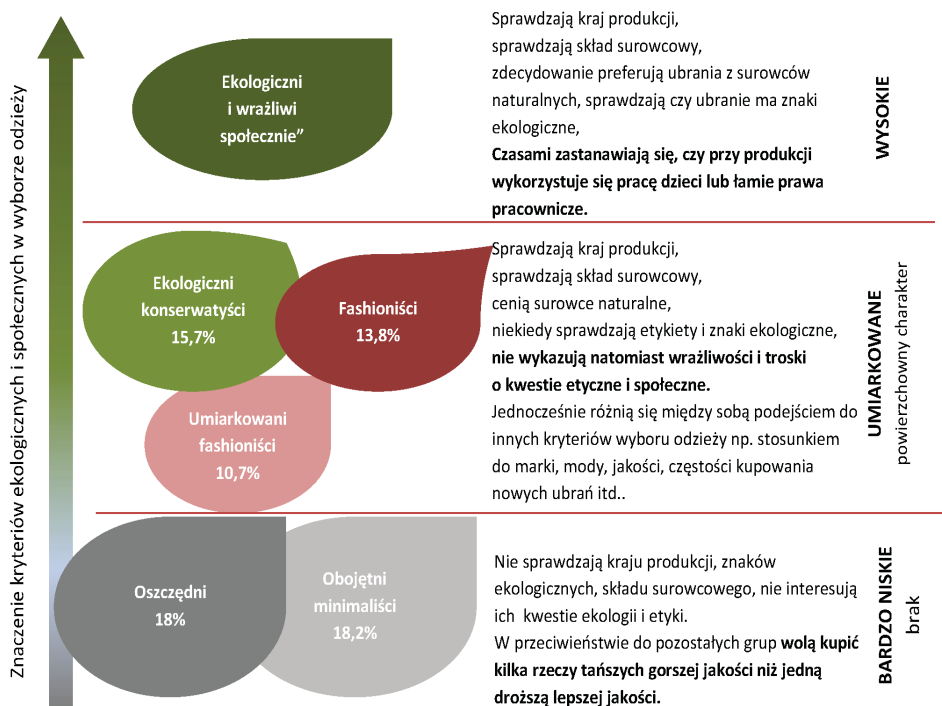 Znaczenie kryteriów ekologicznych i społecznych w wyborze odzieży
Ekologiczni
i wrażliwi
społecznie”
Sprawdzają kraj produkcji,
sprawdzają skład surowcowy,
zdecydowanie preferują ubrania z surowców
naturalnych, sprawdzają czy ubranie ma znaki
ekologiczne,
Czasami zastanawiają się, czy przy produkcji
wykorzystuje się pracę dzieci lub łamie prawa
pracownicze.
WYSOKIE
Ekologiczni
konserwatyści
15,7%
Fashioniści
13,8%
Umiarkowani
fashioniści
10,7%
Sprawdzają kraj produkcji,
sprawdzają skład surowcowy,
cenią surowce naturalne,
niekiedy sprawdzają etykiety i znaki ekologiczne,
nie wykazują natomiast wrażliwości i troski
o kwestie etyczne i społeczne.
Jednocześnie różnią się między sobą podejściem do
innych kryteriów wyboru odzieży np. stosunkiem
do marki, mody, jakości, częstości kupowania
nowych ubrań itd..
UMIARKOWANE
powierzchowny charakter
Oszczędni
18%
Obojętni
minimaliści
18,2%
Nie sprawdzają kraju produkcji, znaków
ekologicznych, składu surowcowego, nie interesują
ich kwestie ekologii i etyki.
W przeciwieństwie do pozostałych grup wolą kupić
kilka rzeczy tańszych gorszej jakości niż jedną
droższą lepszej jakości.
BARDZO NISKIE
brak